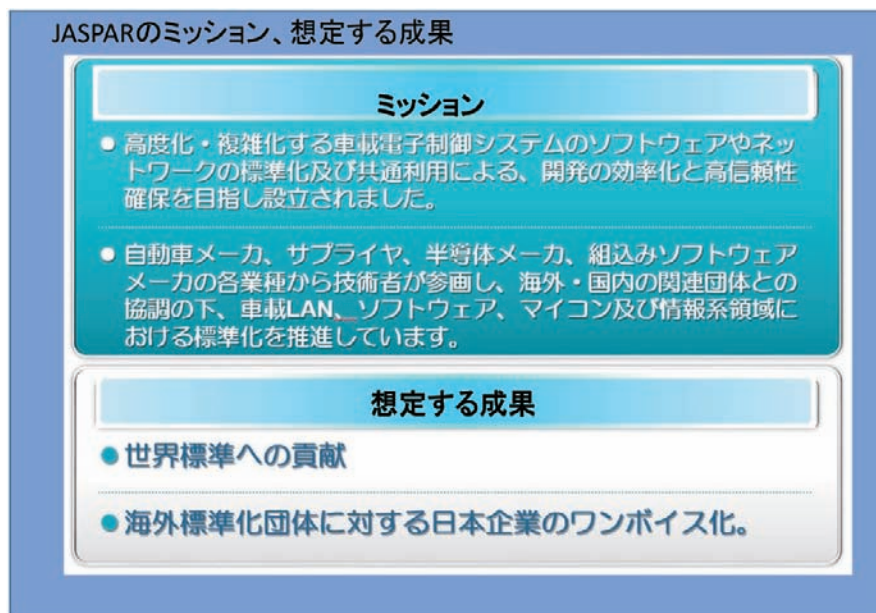 JASPARのミッション、想定する成果
ミッション
● 高度化・複雑化する車載電子制御システムのソフトウェアやネッ
トワークの標準化及び共通利用による、開発の効率化と高信頼性
確保を目指し設立されました。
● 自動車メーカ、サプライヤ、半導体メーカ、組込みソフトウェア
メーカの各業種から技術者が参画し、海外・国内の関連団体との
協調の下、車載LAN、ソフトウェア、マイコン及び情報系領域に
おける標準化を推進しています。
想定する成果
● 世界標準への貢献
● 海外標準化団体に対する日本企業のワンボイス化。